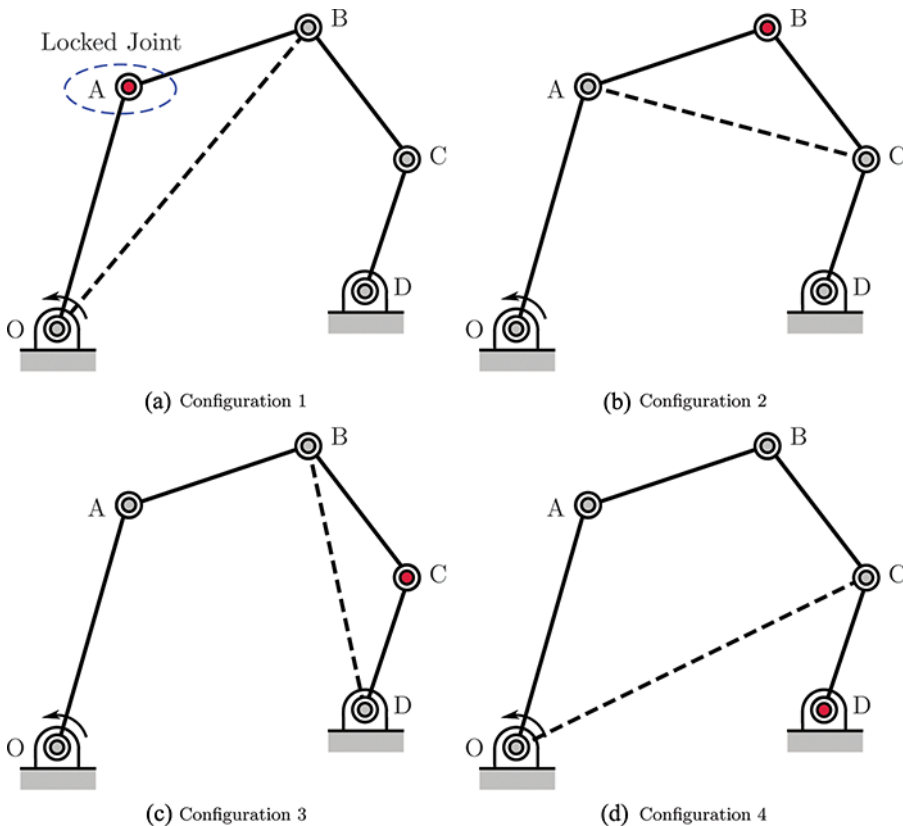 Locked Joint
B
A
C
D
O
(a) Configuration 1
B
A
C
D
O
(b) Configuration 2
B
A
C
D
O
(c) Configuration 3
B
A
C
D
O
(d) Configuration 4